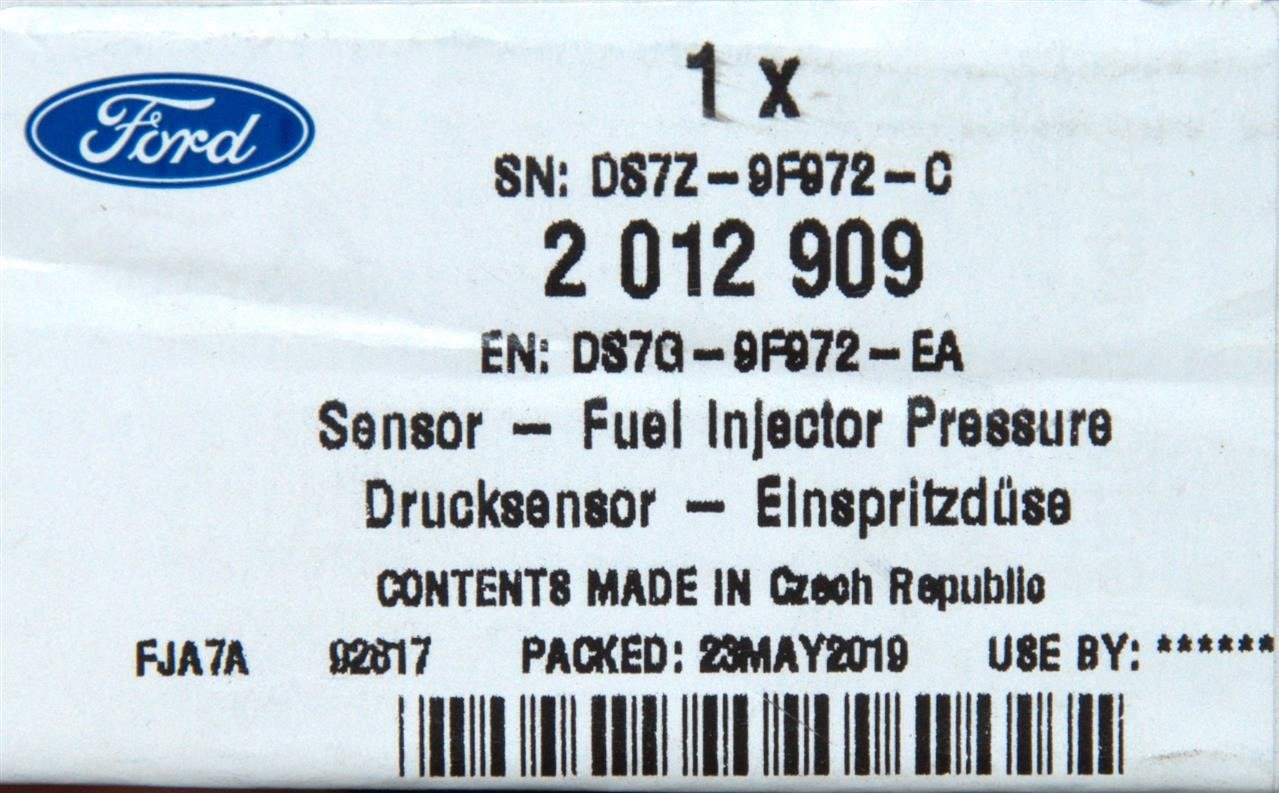 Ford
1 x
SN: DS7Z-9F972-C
2 012 909
EN: DS7G-9F972-EA
Sensor - Fuel Injector Pressure
Drucksensor - Einspritzdüse
CONTENTS MADE IN Czech Republic
FJA7A 92617 PACKED: 23MAY2019 USE BY: ******